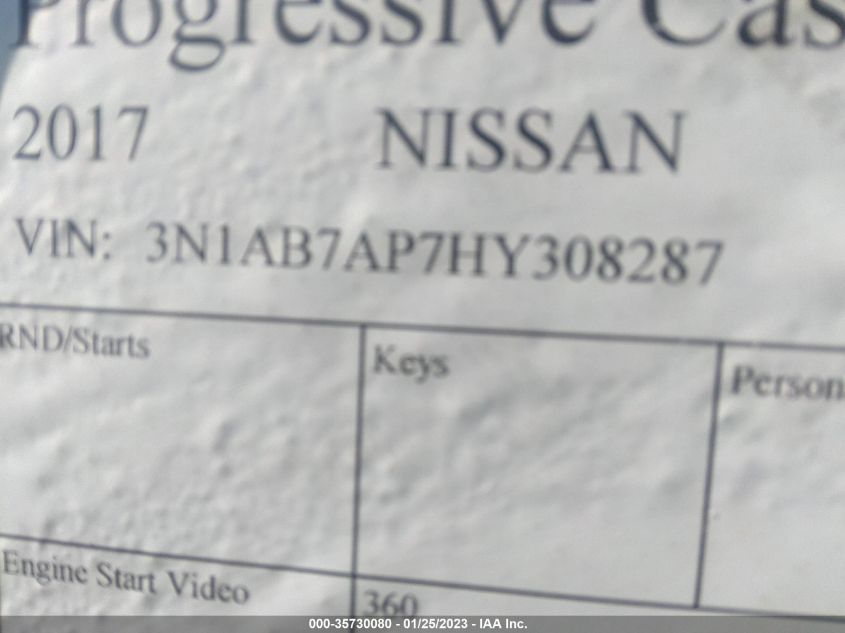 Progressive Cas
2017 NISSAN
VIN: 3N1AB7AP7HY308287
RND/Starts Keys Person
Engine Start Video 360
000-35730080 - 01/25/2023 - IAA Inc.